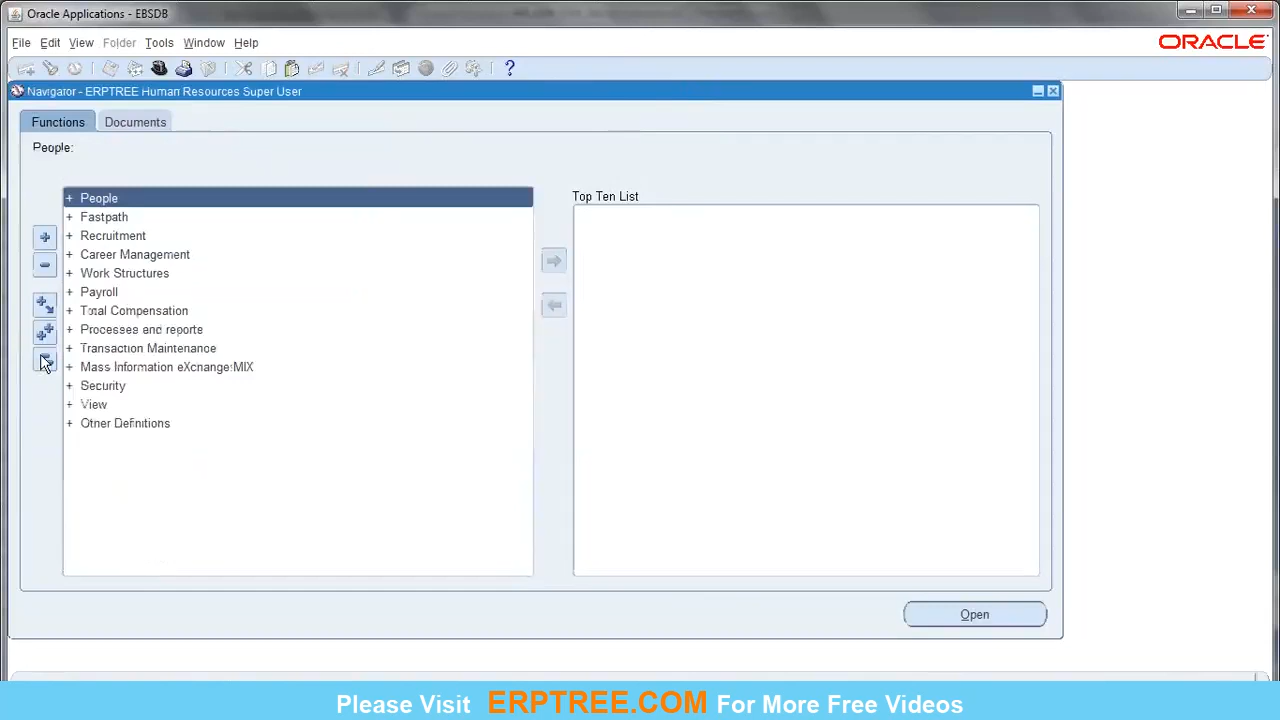 Oracle Applications - EBSDB
File Edit View Folder Tools Window Help
ORACLE
Navigator - ERPTREE Human Resources Super User
Functions Documents
People:
Top Ten List
+ People
+ Fastpath
+ Recruitment
+ Career Management
+ Work Structures
+ Payroll
+ Total Compensation
+ Processes and reports
+ Transaction Maintenance
+ Mass Information eXchange:MIX
+ Security
+ View
+ Other Definitions
Open
Please Visit ERPTREE.COM For More Free Videos